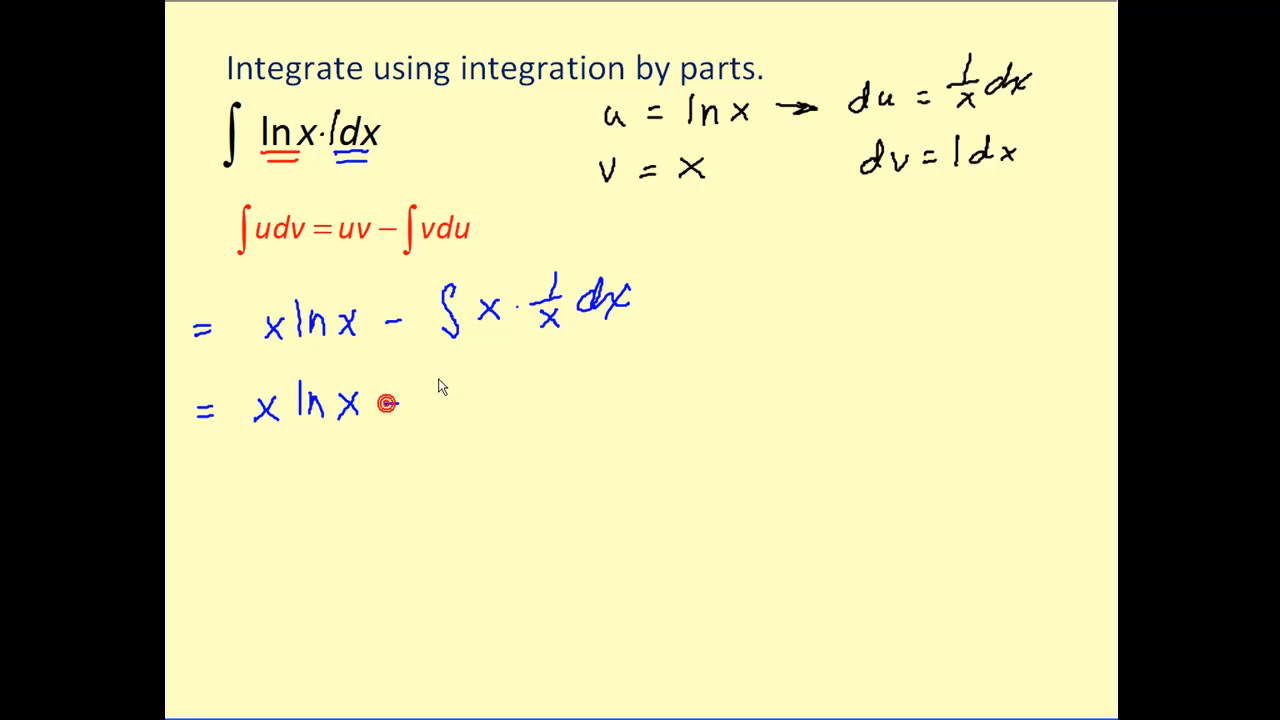 Integrate using integration by parts.
∫ ln x · 1dx
u = ln x → du = 1/x dx
v = x dv = 1 dx
∫ udv = uv − ∫ vdu
= x ln x - ∫ x · 1/x dx
= x ln x -